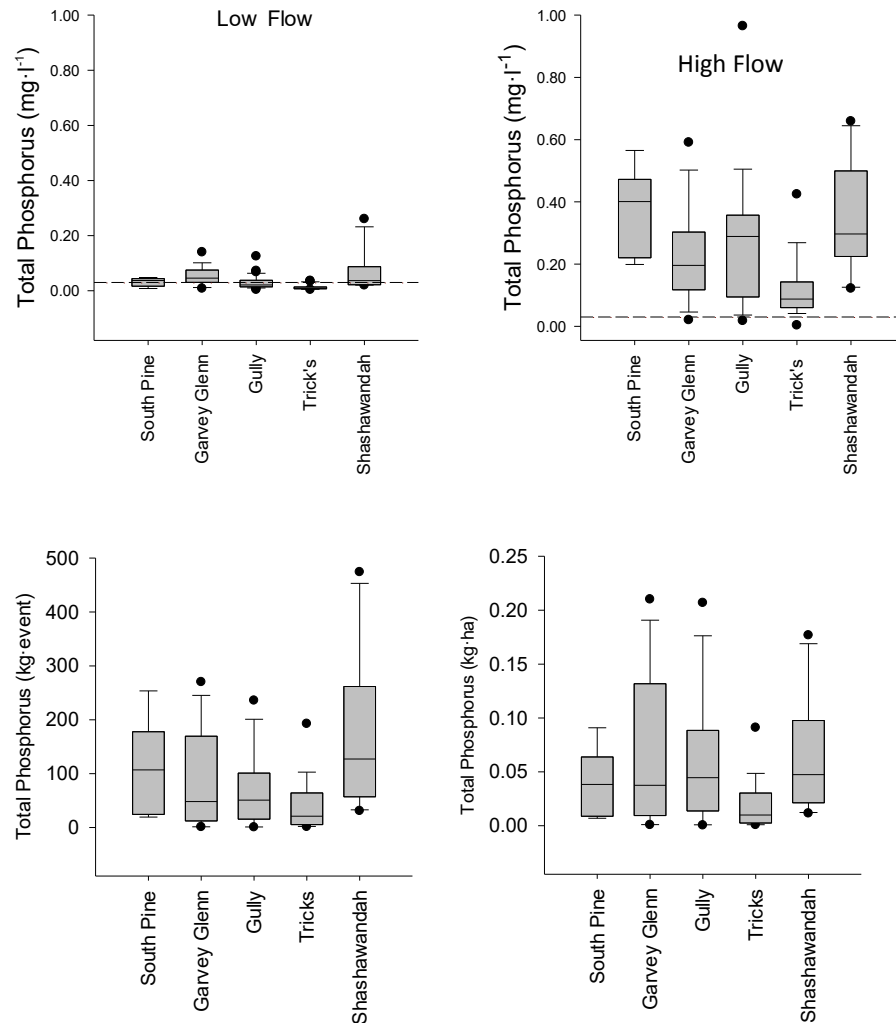 Low Flow
Total Phosphorus (mg·l-1)
1.00
0.80
0.60
0.40
0.20
0.00
South Pine
Garvey Glenn
Gully
Trick's
Shashawandah
High Flow
Total Phosphorus (mg·l-1)
1.00
0.80
0.60
0.40
0.20
0.00
South Pine
Garvey Glenn
Gully
Trick's
Shashawandah
Total Phosphorus (kg·event)
500
400
300
200
100
0
South Pine
Garvey Glenn
Gully
Tricks
Shashawandah
Total Phosphorus (kg·ha)
0.25
0.20
0.15
0.10
0.05
0.00
South Pine
Garvey Glenn
Gully
Tricks
Shashawandah